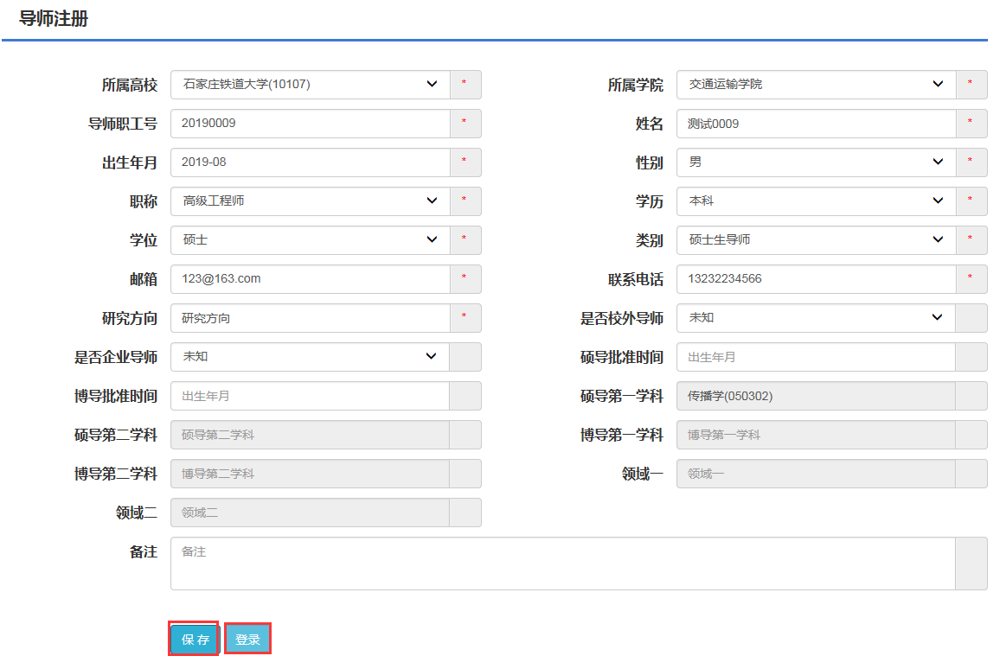 导师注册
所属高校 石家庄铁道大学(10107) * 所属学院 交通运输学院 *
导师职工号 20190009 * 姓名 测试0009 *
出生年月 2019-08 * 性别 男 *
职称 高级工程师 * 学历 本科 *
学位 硕士 * 类别 硕士生导师 *
邮箱 123@163.com * 联系电话 13232234566 *
研究方向 研究方向 * 是否校外导师 未知
是否企业导师 未知 硕导批准时间 出生年月
博导批准时间 出生年月 硕导第一学科 传播学(050302)
硕导第二学科 硕导第二学科 博导第一学科 博导第一学科
博导第二学科 博导第二学科 领域一 领域一
领域二 领域二
备注 备注
保 存 登录